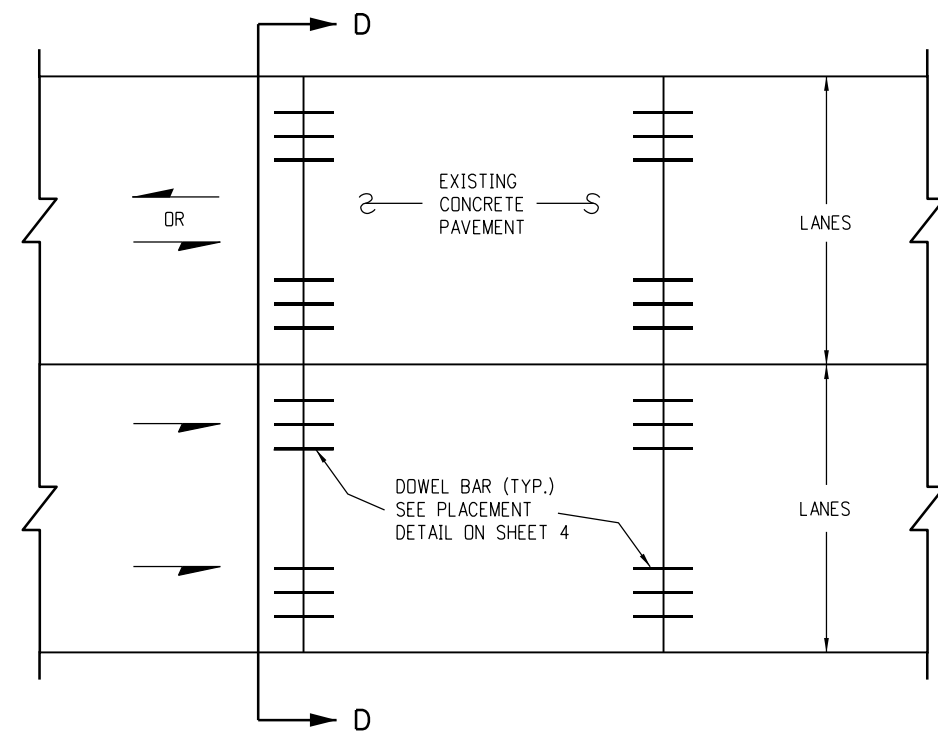 D
EXISTING
CONCRETE
PAVEMENT
OR
LANES
DOWEL BAR (TYP.)
SEE PLACEMENT
DETAIL ON SHEET 4
LANES
D